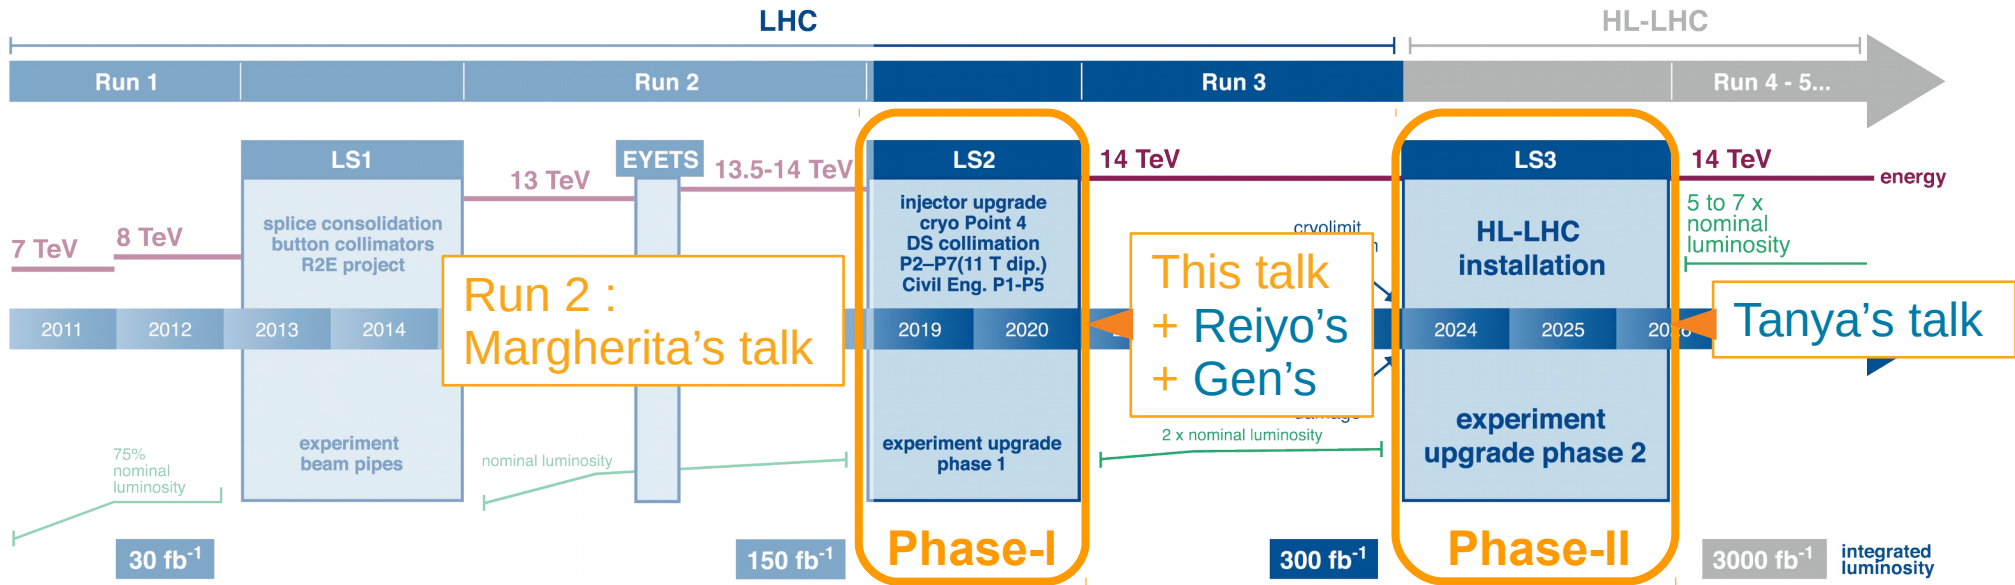 LHC
HL-LHC
Run 1
Run 2
Run 3
Run 4 - 5...
LS1
EYETS
LS2
14 TeV
LS3
14 TeV
energy
13 TeV
13.5-14 TeV
7 TeV
8 TeV
splice consolidation
button collimators
R2E project
injector upgrade
cryo Point 4
DS collimation
P2–P7(11 T dip.)
Civil Eng. P1-P5
cryolimit
HL-LHC
installation
5 to 7 x
nominal
luminosity
Run 2 :
Margherita's talk
This talk
+ Reiyo's
+ Gen's
Tanya's talk
2011
2012
2013
2014
2019
2020
2024
2025
experiment
beam pipes
experiment upgrade
phase 1
experiment
upgrade phase 2
75%
nominal
luminosity
nominal luminosity
2 x nominal luminosity
30 fb-1
150 fb-1
Phase-I
300 fb-1
Phase-II
3000 fb-1
integrated
luminosity